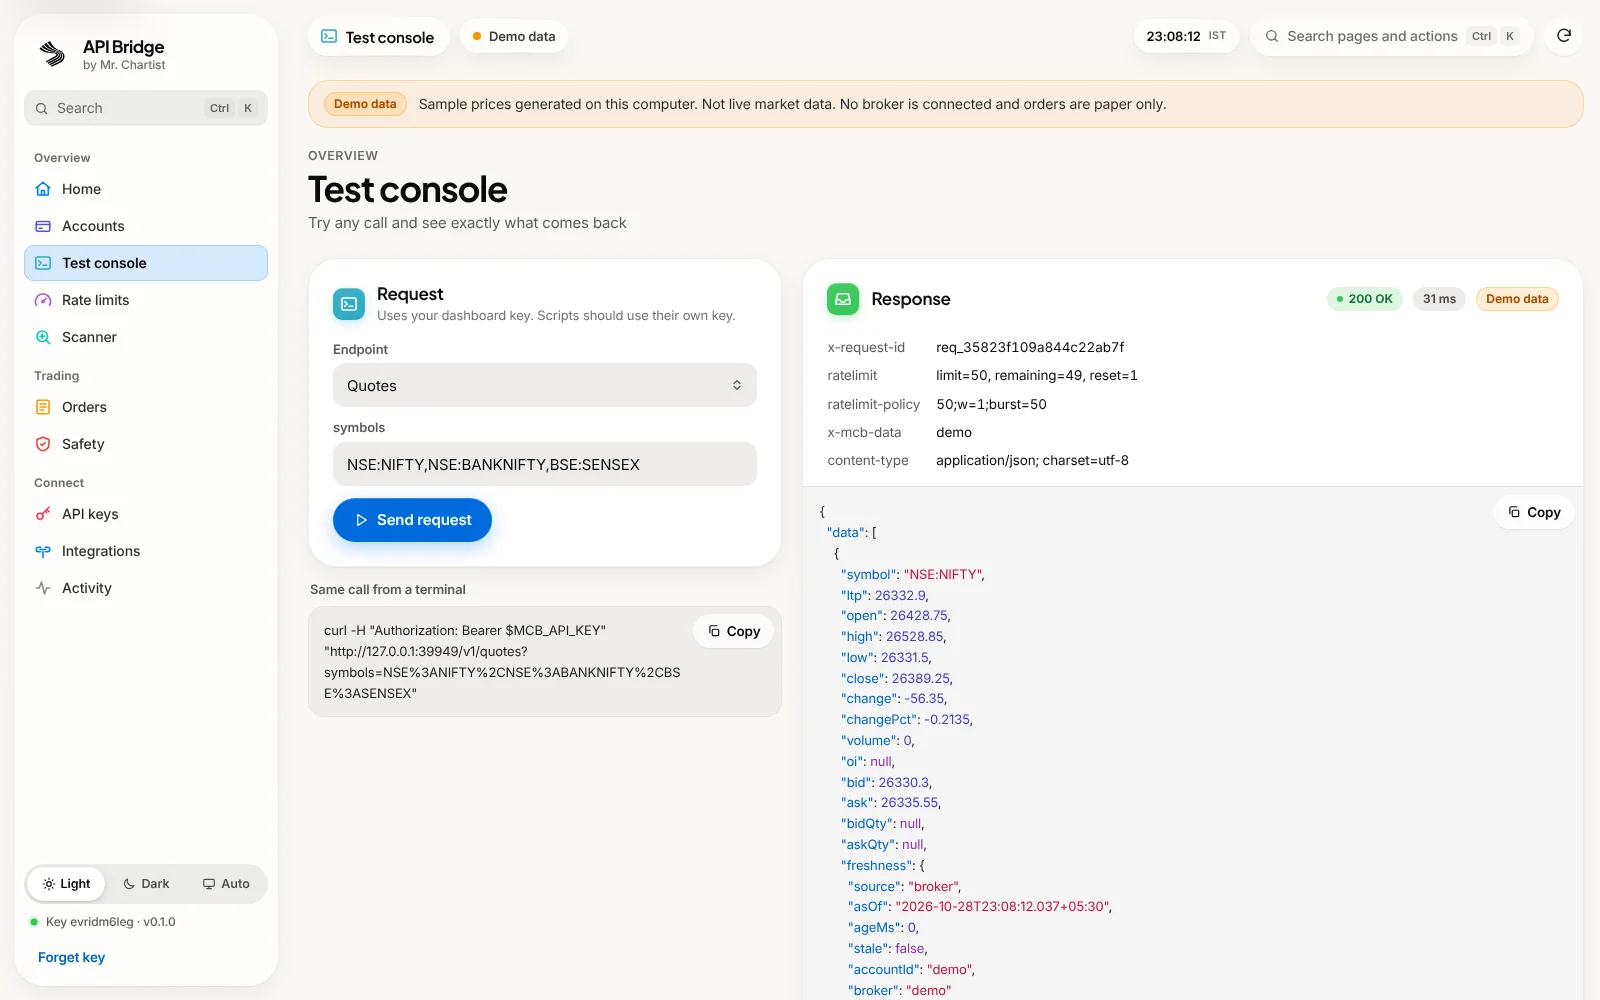 API Bridge
by Mr. Chartist
Search Ctrl K
Overview
Home
Accounts
Test console
Rate limits
Scanner
Trading
Orders
Safety
Connect
API keys
Integrations
Activity
Light Dark Auto
Key evridm6leg · v0.1.0
Forget key
Test console
Demo data
23:08:12 IST
Search pages and actions Ctrl K
Demo data Sample prices generated on this computer. Not live market data. No broker is connected and orders are paper only.
OVERVIEW
Test console
Try any call and see exactly what comes back
Request
Uses your dashboard key. Scripts should use their own key.
Endpoint
Quotes
symbols
NSE:NIFTY,NSE:BANKNIFTY,BSE:SENSEX
Send request
Same call from a terminal
curl -H "Authorization: Bearer $MCB_API_KEY"
"http://127.0.0.1:39949/v1/quotes?
symbols=NSE%3ANIFTY%2CNSE%3ABANKNIFTY%2CBS
E%3ASENSEX"
Copy
Response
200 OK 31 ms Demo data
x-request-id req_35823f109a844c22ab7f
ratelimit limit=50, remaining=49, reset=1
ratelimit-policy 50;w=1;burst=50
x-mcb-data demo
content-type application/json; charset=utf-8
Copy
{
"data": [
{
"symbol": "NSE:NIFTY",
"ltp": 26332.9,
"open": 26428.75,
"high": 26528.85,
"low": 26331.5,
"close": 26389.25,
"change": -56.35,
"changePct": -0.2135,
"volume": 0,
"oi": null,
"bid": 26330.3,
"ask": 26335.55,
"bidQty": null,
"askQty": null,
"freshness": {
"source": "broker",
"asOf": "2026-10-28T23:08:12.037+05:30",
"ageMs": 0,
"stale": false,
"accountId": "demo",
"broker": "demo"